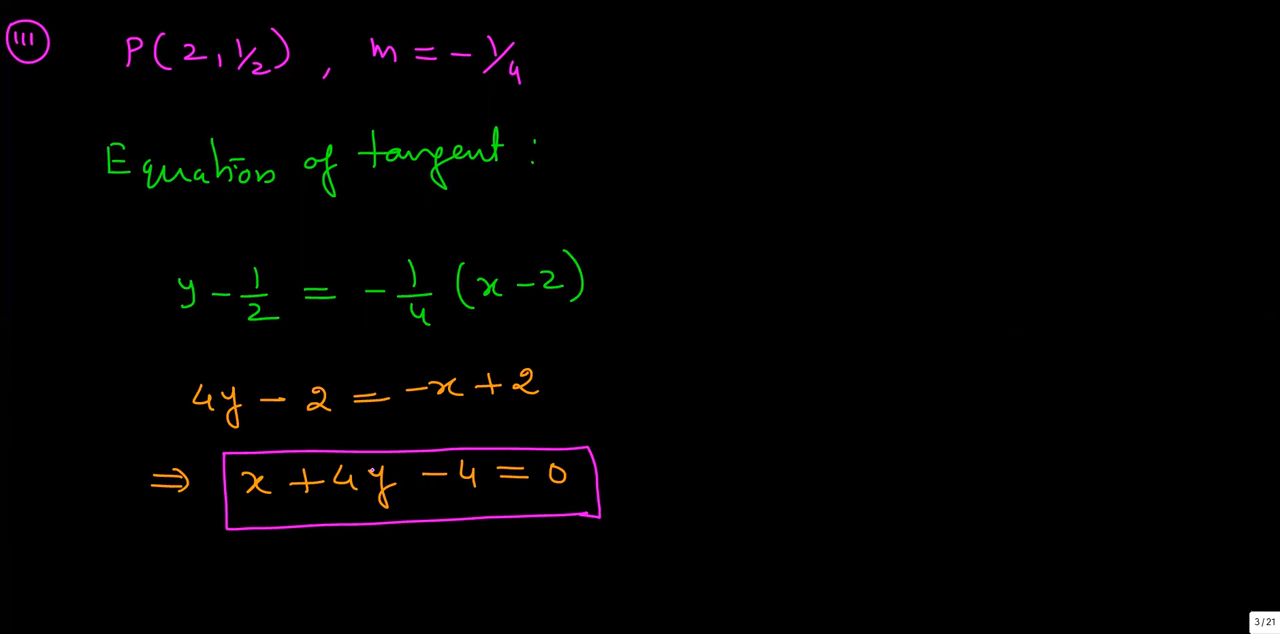 (III) P(2, 1/2), m = - 1/4
Equation of tangent:
y - 1/2 = - 1/4 (x - 2)
4y - 2 = -x + 2
⇒ x + 4y - 4 = 0
3 / 21